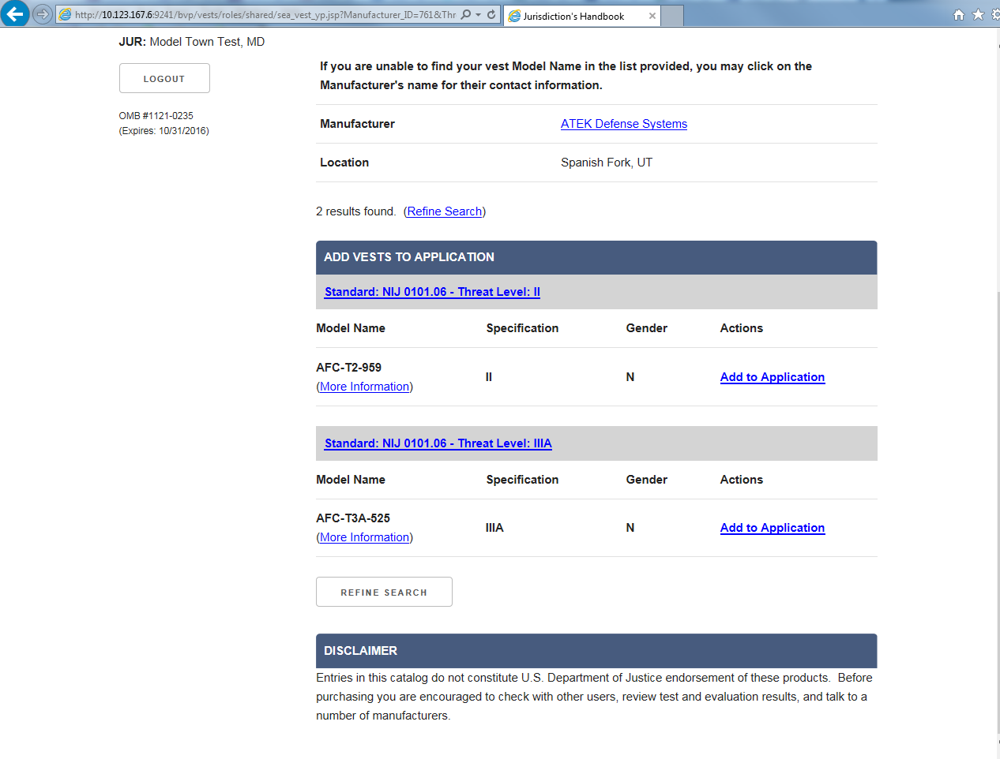 http://10.123.167.6:9241/bvp/vests/roles/shared/sea_vest_yp.jsp?Manufacturer_ID=761&Thr
Jurisdiction's Handbook
JUR: Model Town Test, MD
LOGOUT
OMB #1121-0235
(Expires: 10/31/2016)
If you are unable to find your vest Model Name in the list provided, you may click on the
Manufacturer's name for their contact information.
Manufacturer ATEK Defense Systems
Location Spanish Fork, UT
2 results found. (Refine Search)
ADD VESTS TO APPLICATION
Standard: NIJ 0101.06 - Threat Level: II
Model Name Specification Gender Actions
AFC-T2-959
(More Information) II N Add to Application
Standard: NIJ 0101.06 - Threat Level: IIIA
Model Name Specification Gender Actions
AFC-T3A-525
(More Information) IIIA N Add to Application
REFINE SEARCH
DISCLAIMER
Entries in this catalog do not constitute U.S. Department of Justice endorsement of these products. Before
purchasing you are encouraged to check with other users, review test and evaluation results, and talk to a
number of manufacturers.